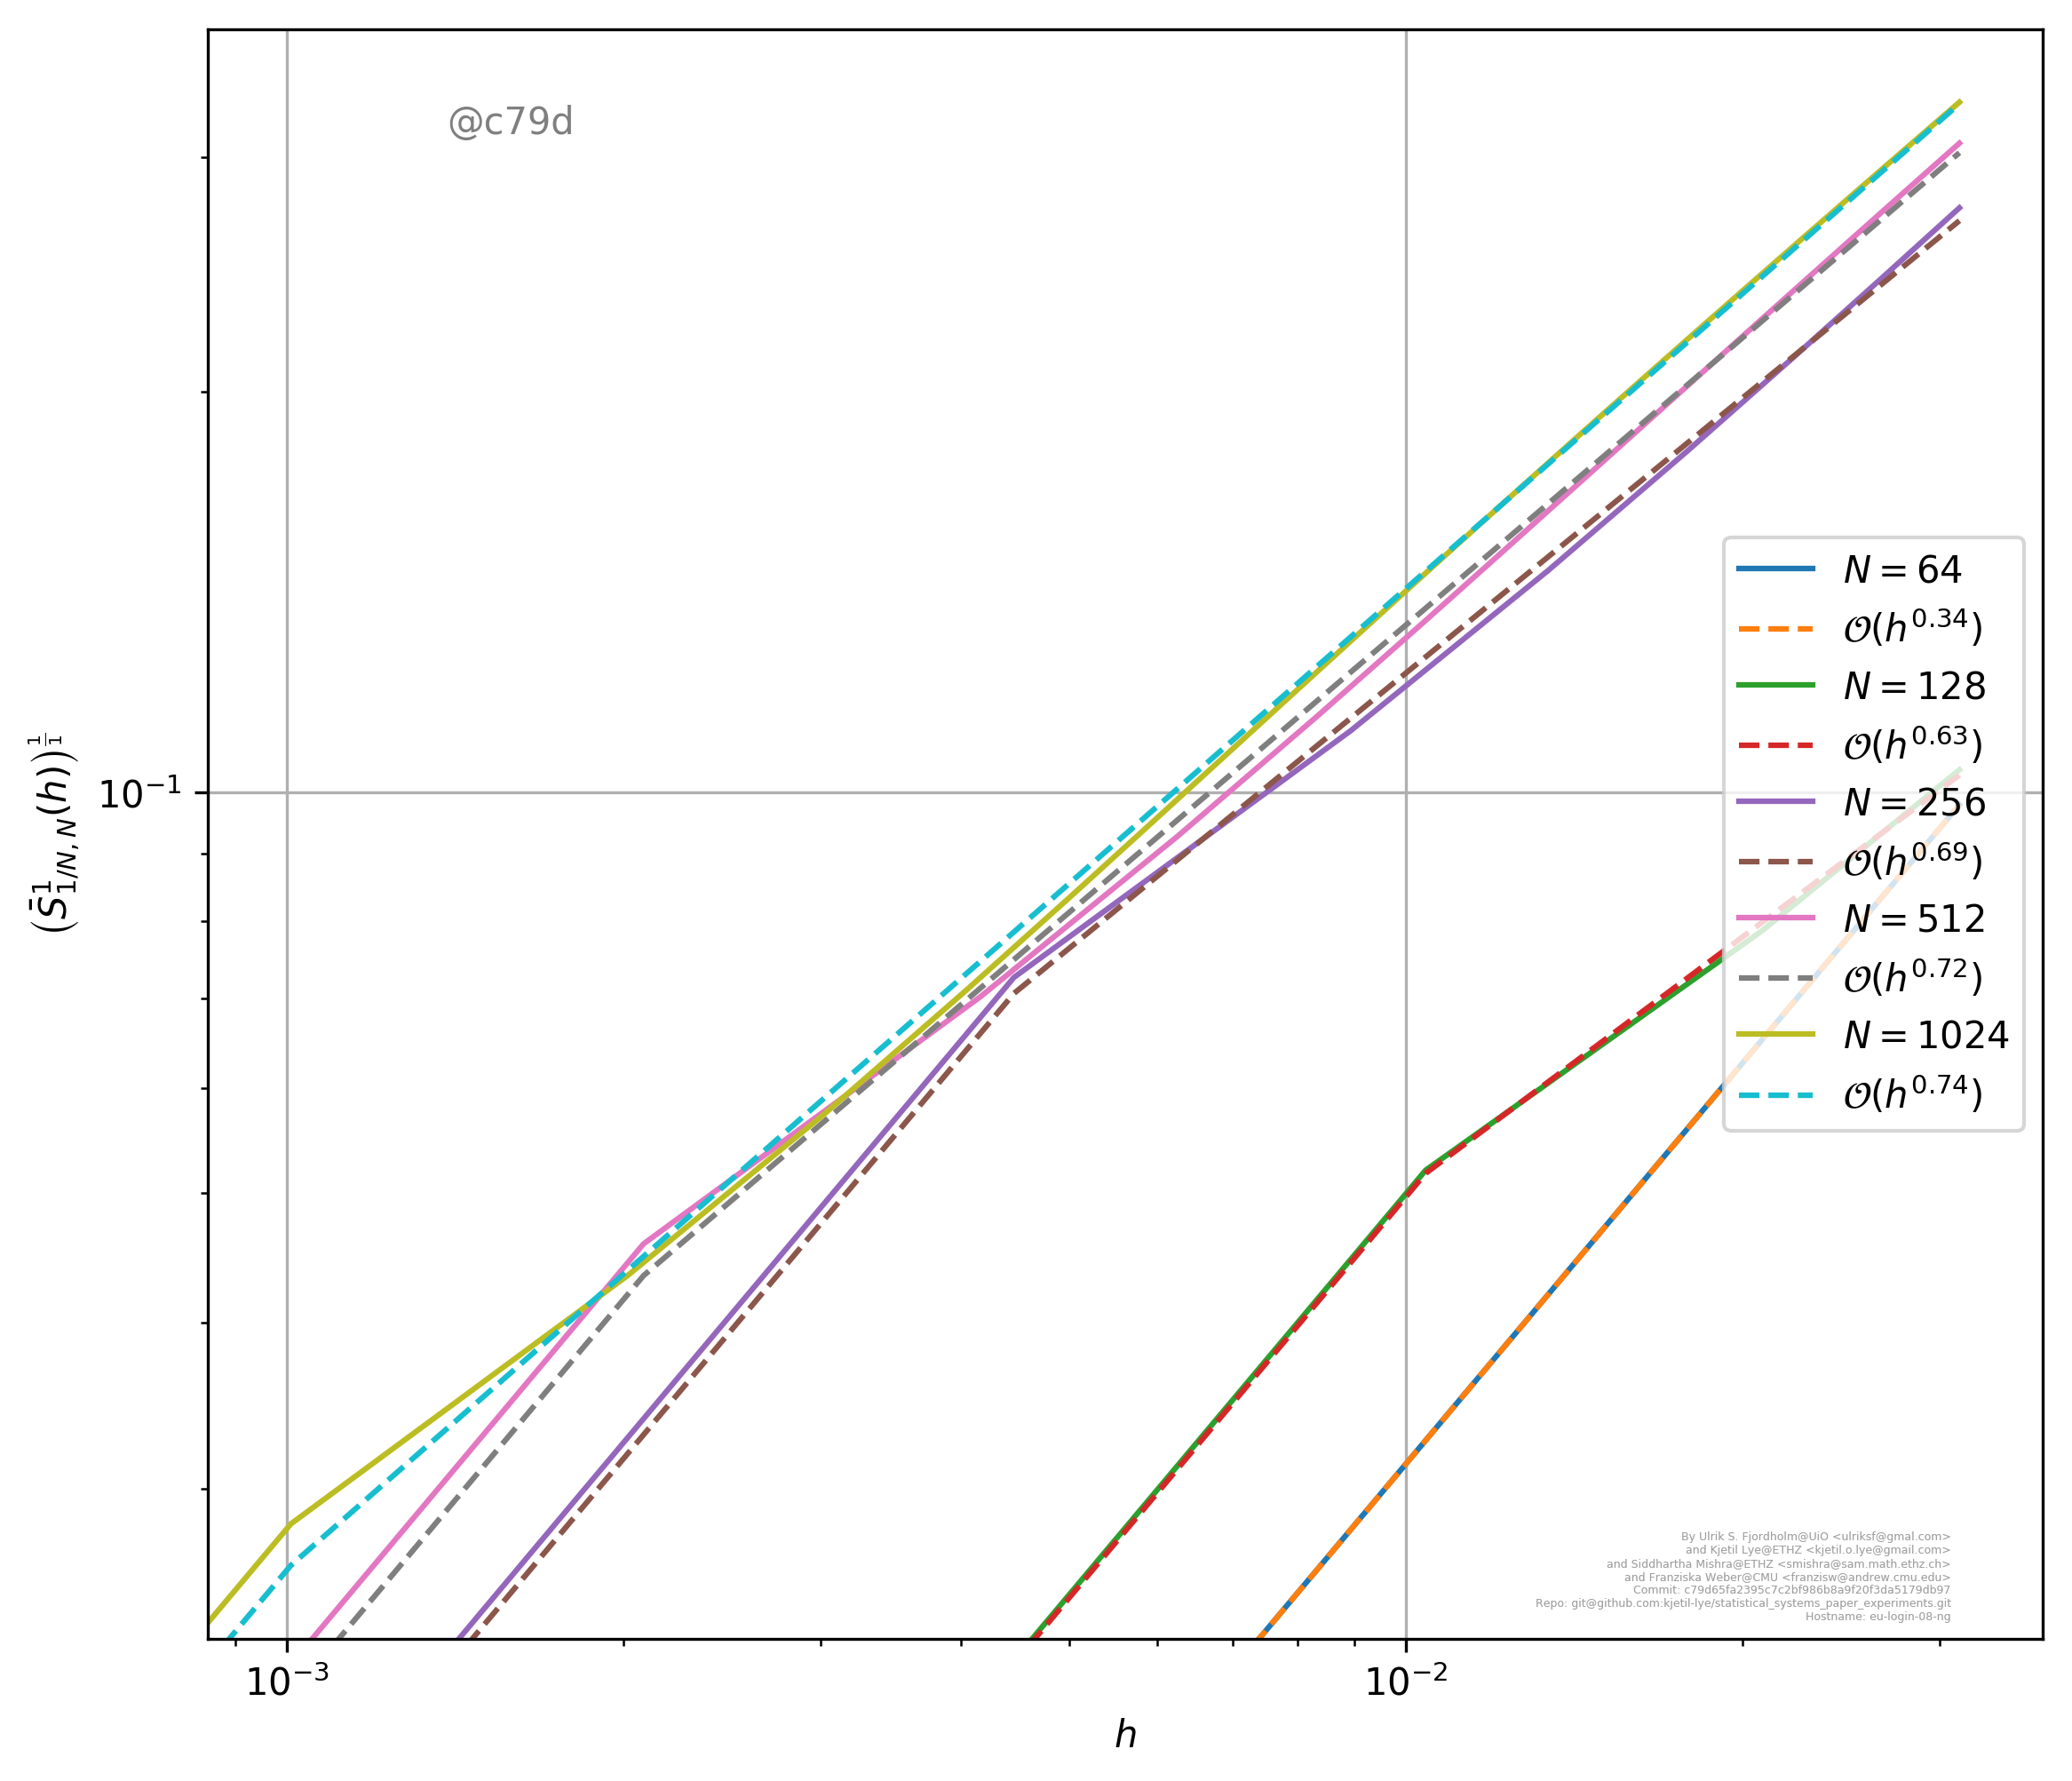 @c79d
(S̄¹₁/N, N(h))^(1/1)
10⁻¹
N = 64
𝒪(h^0.34)
N = 128
𝒪(h^0.63)
N = 256
𝒪(h^0.69)
N = 512
𝒪(h^0.72)
N = 1024
𝒪(h^0.74)
By Ulrik S. Fjordholm@UiO <ulriksf@gmal.com>
and Kjetil Lye@ETHZ <kjetil.o.lye@gmail.com>
and Siddhartha Mishra@ETHZ <smishra@sam.math.ethz.ch>
and Franziska Weber@CMU <franzisw@andrew.cmu.edu>
Commit: c79d65fa2395c7c2bf986b8a9f20f3da5179db97
Repo: git@github.com:kjetil-lye/statistical_systems_paper_experiments.git
Hostname: eu-login-08-ng
10⁻³ 10⁻²
h